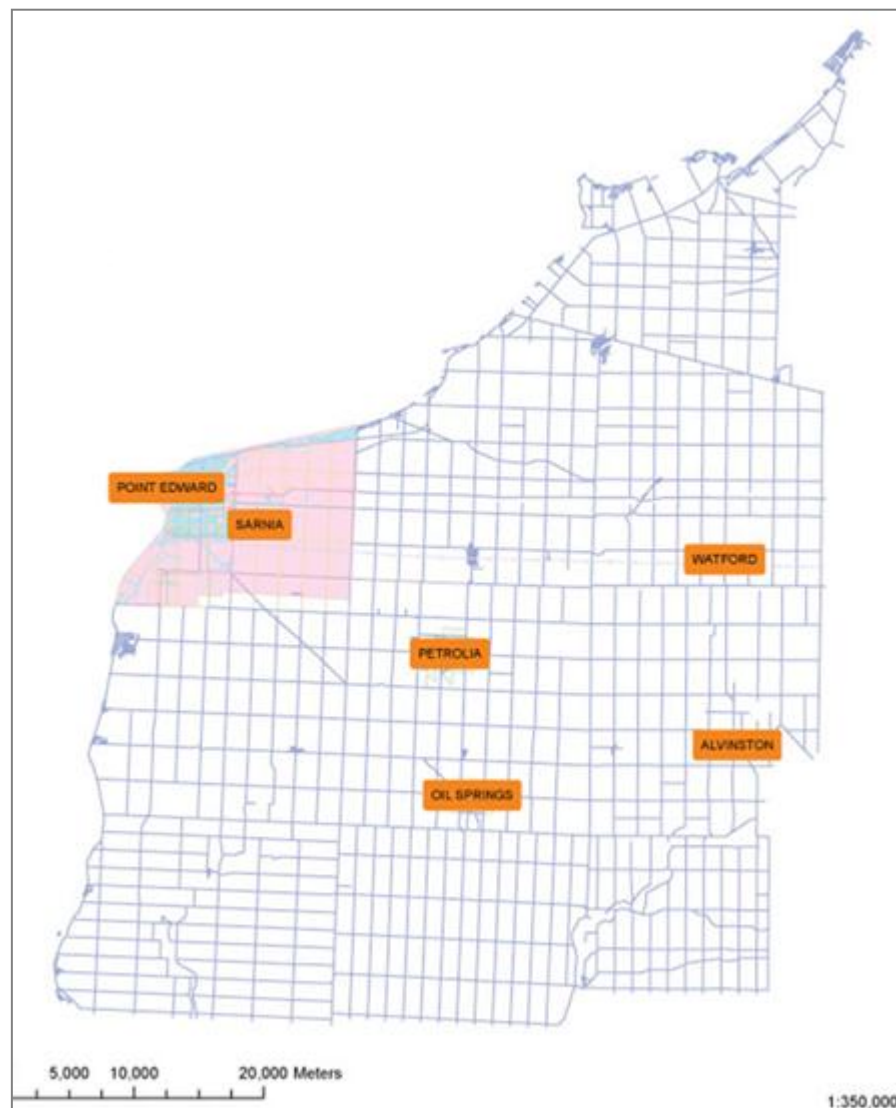 POINT EDWARD
SARNIA
WATFORD
PETROLIA
ALVINSTON
OIL SPRINGS
5,000 10,000 20,000 Meters
1:350,000